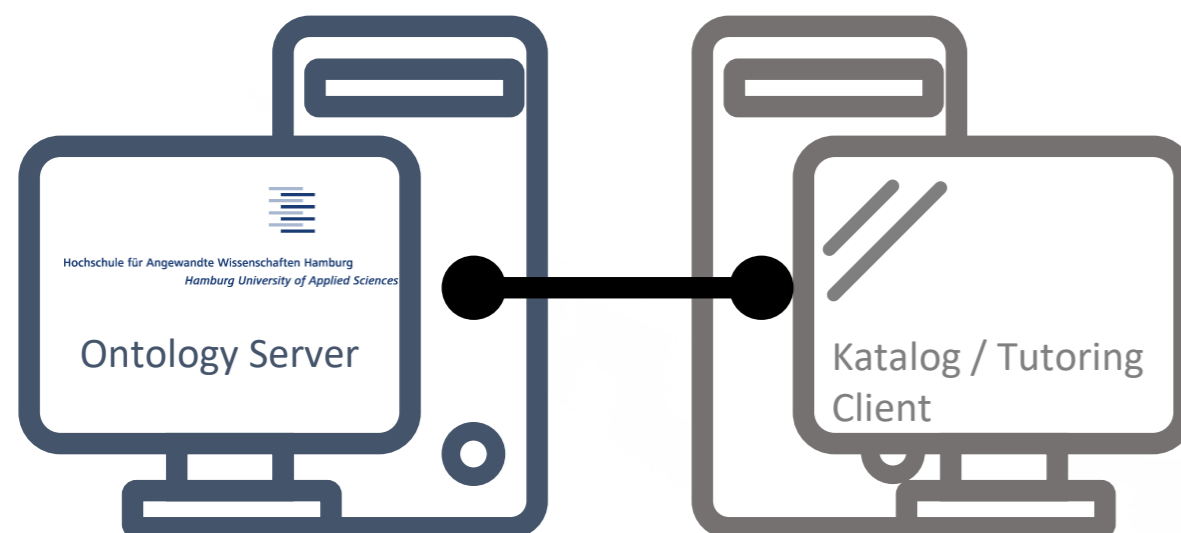 Hochschule für Angewandte Wissenschaften Hamburg
Hamburg University of Applied Sciences
Ontology Server
Katalog / Tutoring
Client